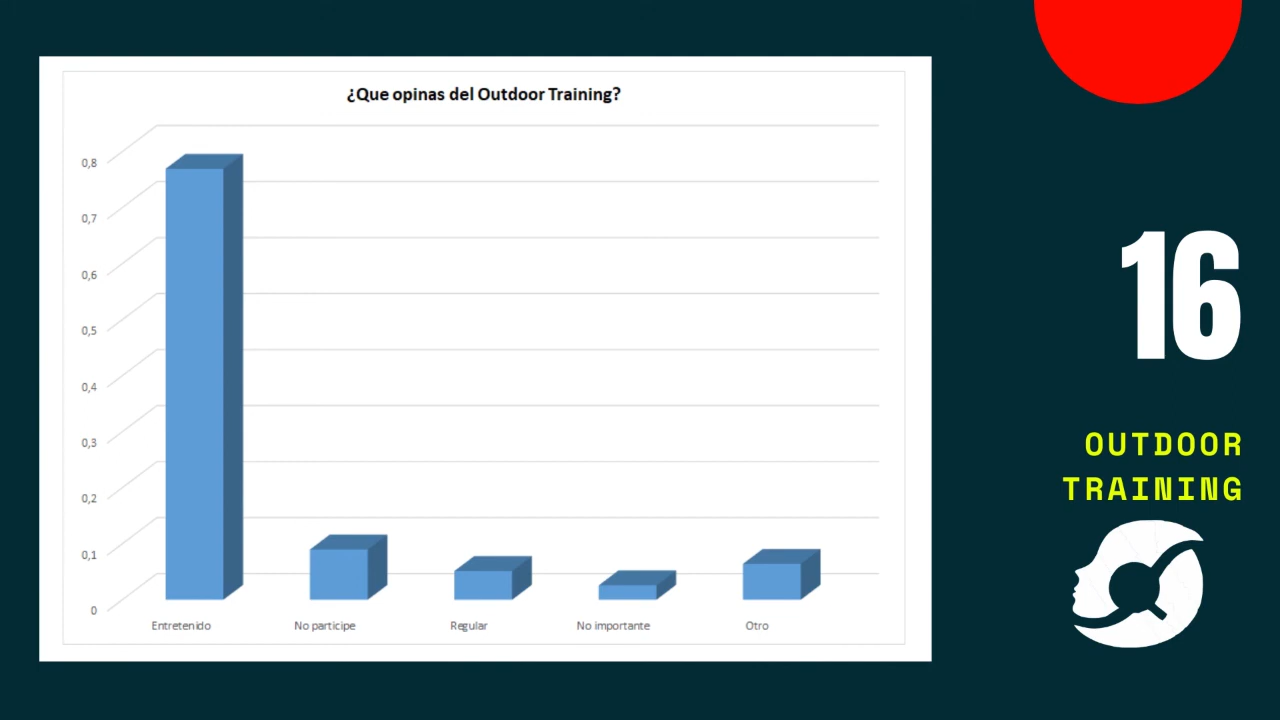 ¿Que opinas del Outdoor Training?
0,8
0,7
0,6
0,5
0,4
0,3
0,2
0,1
0
Entretenido
No participe
Regular
No importante
Otro
16
OUTDOOR
TRAINING